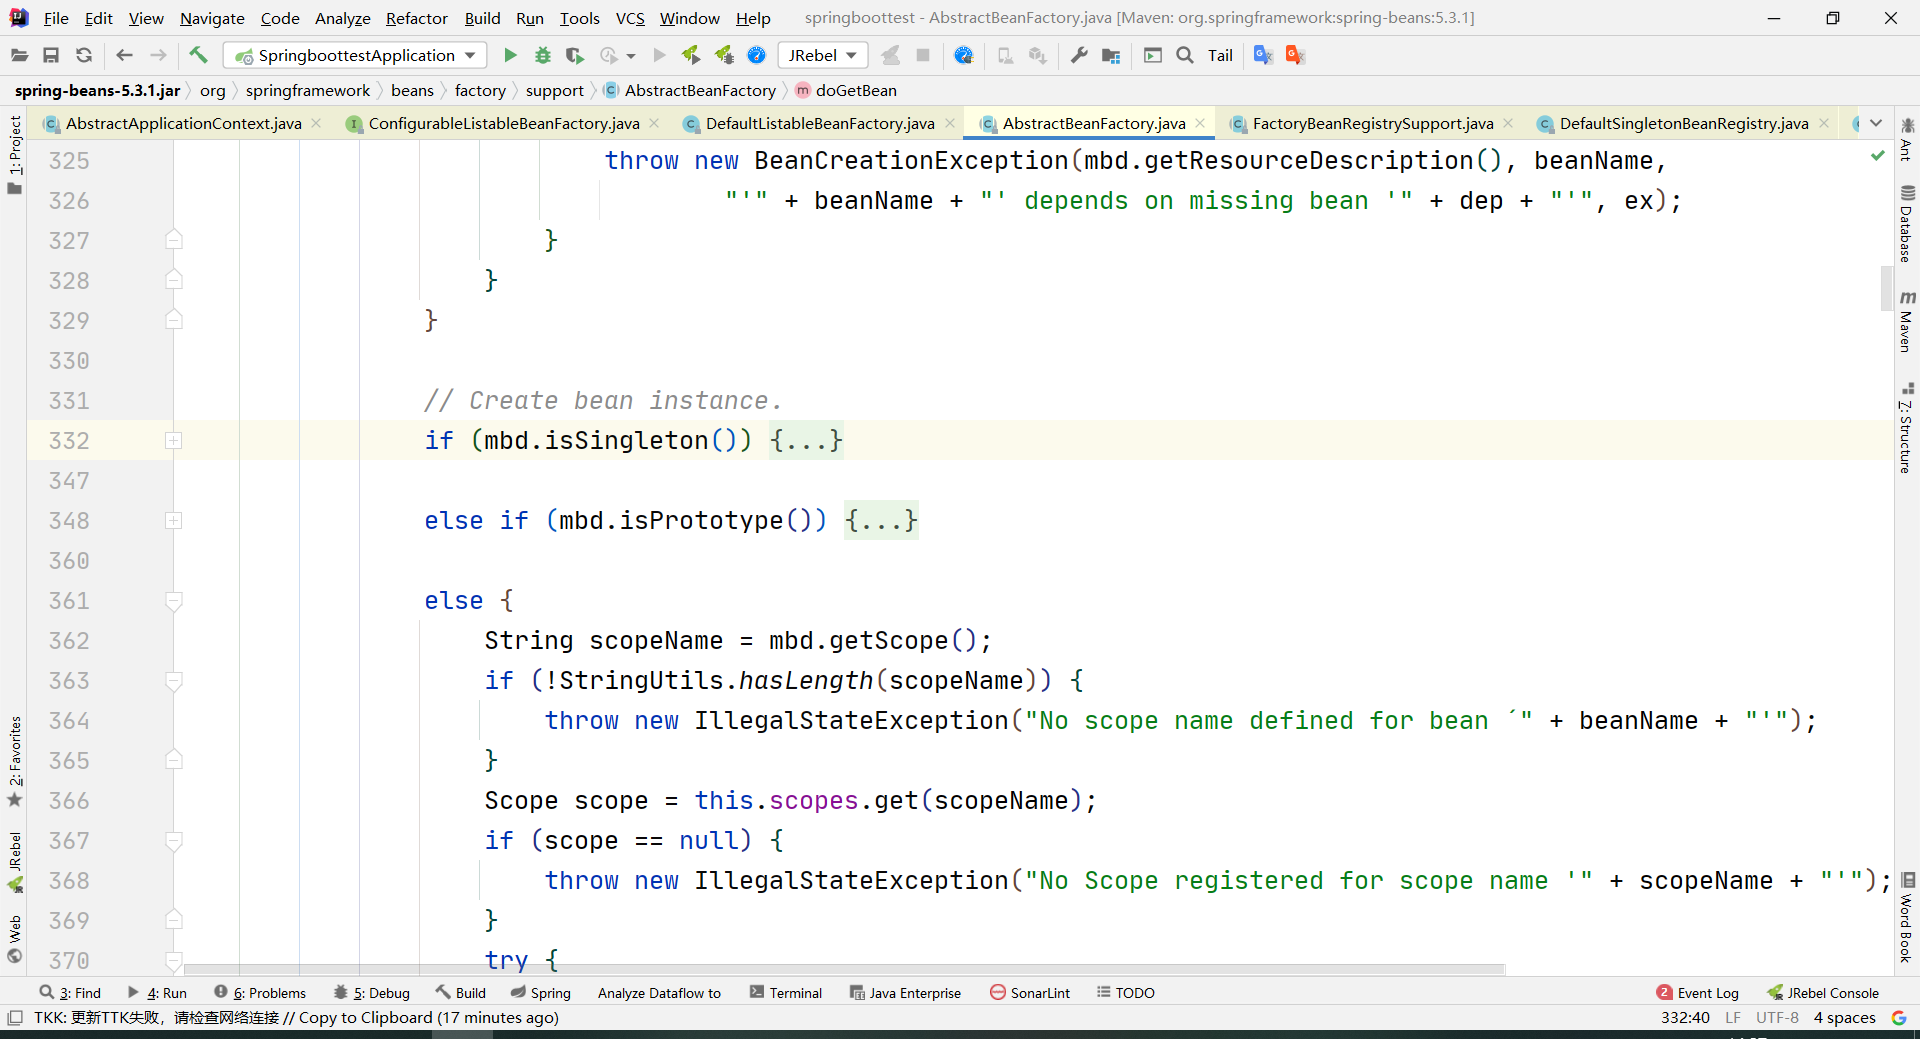 File Edit View Navigate Code Analyze Refactor Build Run Tools VCS Window Help springboottest - AbstractBeanFactory.java [Maven: org.springframework:spring-beans:5.3.1]
SpringboottestApplication JRebel Tail
spring-beans-5.3.1.jar org springframework beans factory support AbstractBeanFactory doGetBean
AbstractApplicationContext.java ConfigurableListableBeanFactory.java DefaultListableBeanFactory.java AbstractBeanFactory.java FactoryBeanRegistrySupport.java DefaultSingletonBeanRegistry.java
1: Project
2: Favorites
JRebel
Web
Ant
Database
Maven
7: Structure
Word Book
325 throw new BeanCreationException(mbd.getResourceDescription(), beanName,
326 "'" + beanName + "' depends on missing bean '" + dep + "'", ex);
327 }
328 }
329 }
330
331 // Create bean instance.
332 if (mbd.isSingleton()) {...}
347
348 else if (mbd.isPrototype()) {...}
360
361 else {
362 String scopeName = mbd.getScope();
363 if (!StringUtils.hasLength(scopeName)) {
364 throw new IllegalStateException("No scope name defined for bean ´" + beanName + "'");
365 }
366 Scope scope = this.scopes.get(scopeName);
367 if (scope == null) {
368 throw new IllegalStateException("No Scope registered for scope name '" + scopeName + "'");
369 }
370 try {
3: Find 4: Run 6: Problems 5: Debug Build Spring Analyze Dataflow to Terminal Java Enterprise SonarLint TODO 2 Event Log JRebel Console
TKK: 更新TTK失败，请检查网络连接 // Copy to Clipboard (17 minutes ago) 332:40 LF UTF-8 4 spaces